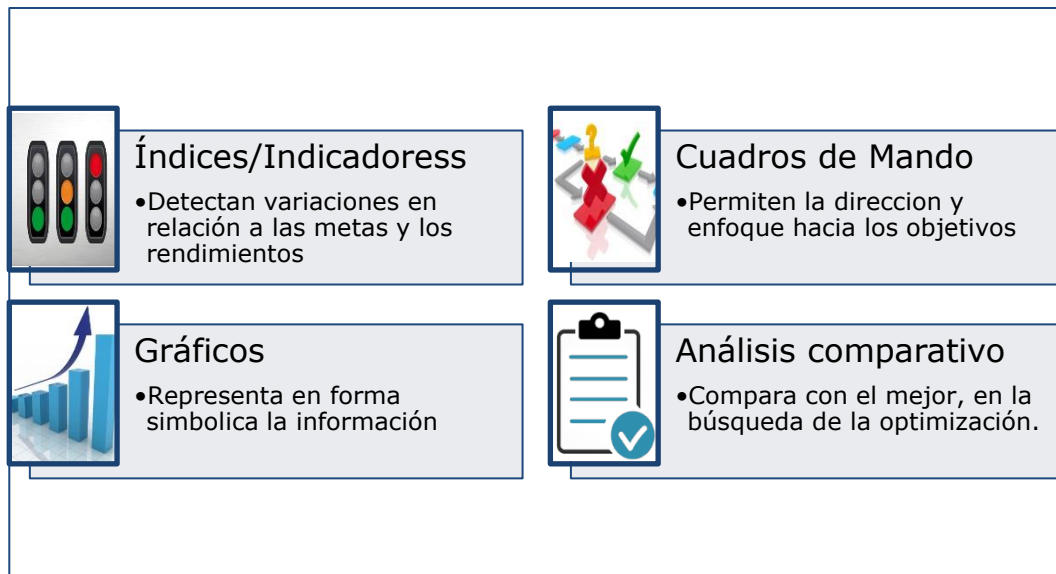 Índices/Indicadoress
•Detectan variaciones en
relación a las metas y los
rendimientos
Cuadros de Mando
•Permiten la direccion y
enfoque hacia los objetivos
Gráficos
•Representa en forma
simbolica la información
Análisis comparativo
•Compara con el mejor, en la
búsqueda de la optimización.